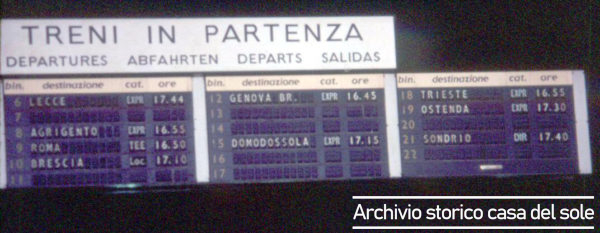 TRENI IN PARTENZA
DEPARTURES ABFAHRTEN DEPARTS SALIDAS
bin. destinazione cat. ore
6 LECCE EXPR 17.44
7
8 AGRIGENTO EXPR 16.55
9 ROMA TEE 16.50
10 BRESCIA Loc. 17.10
11
bin. destinazione cat. ore
12 GENOVA BR. EXPR 16.45
15 DOMODOSSOLA EXPR 17.15
16
17
bin. destinazione cat. ore
18 TRIESTE EXPR 16.55
19 OSTENDA EXPR 17.30
20
21 SONDRIO DIR 17.40
22
Archivio storico casa del sole